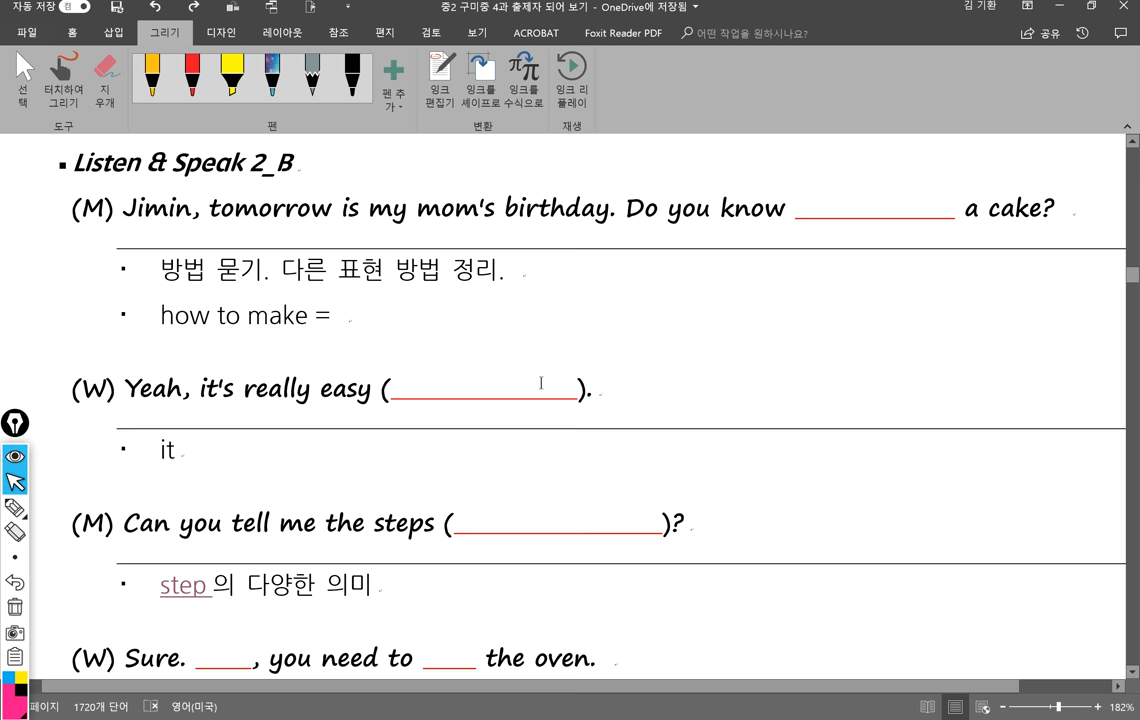 자동 저장 켬
중2 구미중 4과 출제자 되어 보기 - OneDrive에 저장됨
김 기환
파일 홈 삽입 그리기 디자인 레이아웃 참조 편지 검토 보기 ACROBAT Foxit Reader PDF 어떤 작업을 원하시나요? 공유
선택
터치하여 그리기
지우개
펜 추가
잉크 편집기
잉크를 셰이프로
잉크를 수식으로
잉크 리플레이
도구 펜 변환 재생
▪ Listen & Speak 2_B
(M) Jimin, tomorrow is my mom's birthday. Do you know __________ a cake?
· 방법 묻기. 다른 표현 방법 정리.
· how to make =
(W) Yeah, it's really easy (____________).
· it
(M) Can you tell me the steps (_____________)?
· step 의 다양한 의미
(W) Sure. ____, you need to ____ the oven.
페이지 1720개 단어 영어(미국) 182%